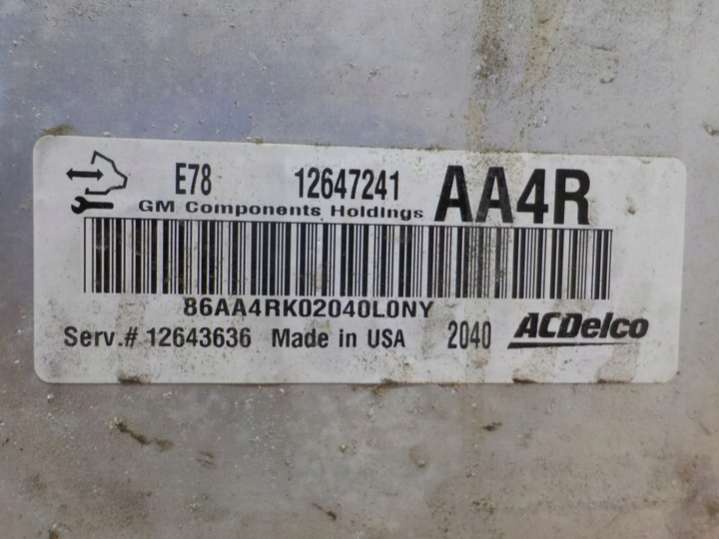 E78 12647241 AA4R
GM Components Holdings
86AA4RK02040L0NY
Serv.# 12643636 Made in USA 2040 ACDelco